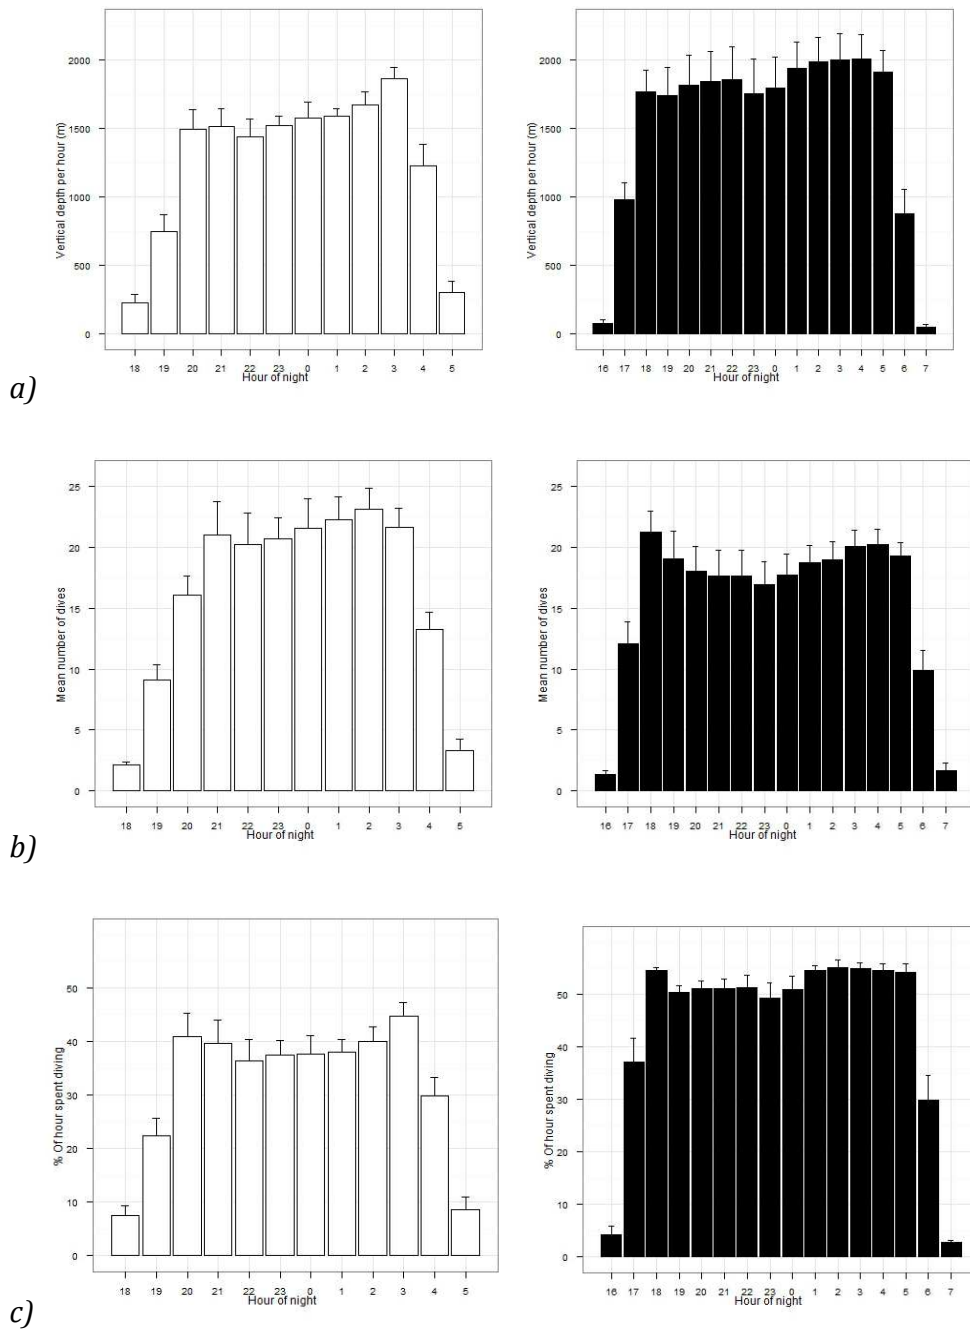 2000
1500
1000
500
0
Vertical depth per hour (m)
18 19 20 21 22 23 0 1 2 3 4 5
Hour of night
2000
1500
1000
500
0
Vertical depth per hour (m)
16 17 18 19 20 21 22 23 0 1 2 3 4 5 6 7
Hour of night
a)
25
20
15
10
5
0
Mean number of dives
18 19 20 21 22 23 0 1 2 3 4 5
Hour of night
25
20
15
10
5
0
Mean number of dives
16 17 18 19 20 21 22 23 0 1 2 3 4 5 6 7
Hour of night
b)
50
40
30
20
10
0
% Of hour spent diving
18 19 20 21 22 23 0 1 2 3 4 5
Hour of night
50
40
30
20
10
0
% Of hour spent diving
16 17 18 19 20 21 22 23 0 1 2 3 4 5 6 7
Hour of night
c)